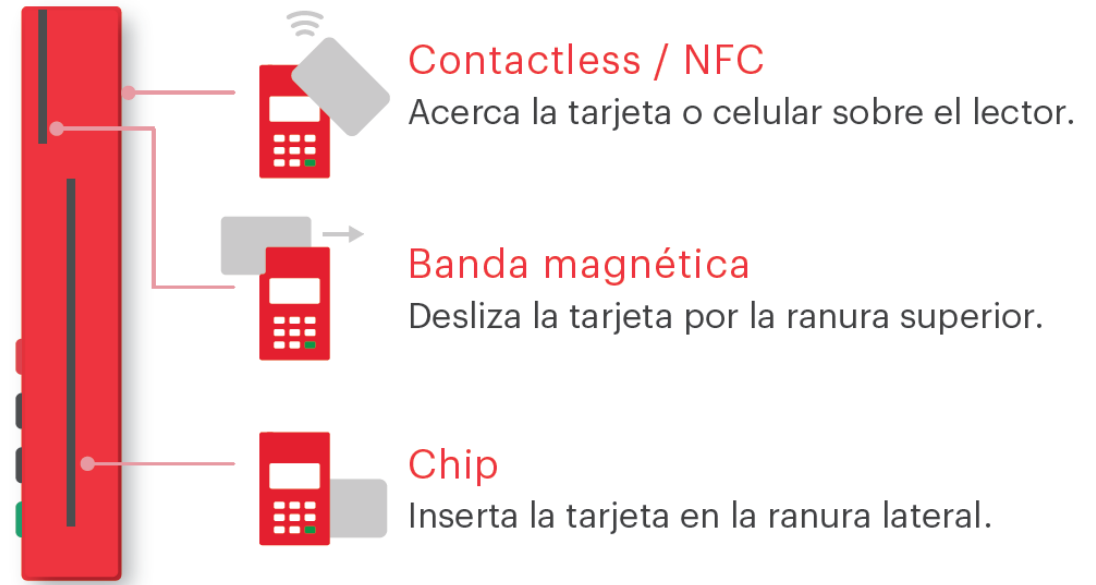 Contactless / NFC
Acerca la tarjeta o celular sobre el lector.
Banda magnética
Desliza la tarjeta por la ranura superior.
Chip
Inserta la tarjeta en la ranura lateral.